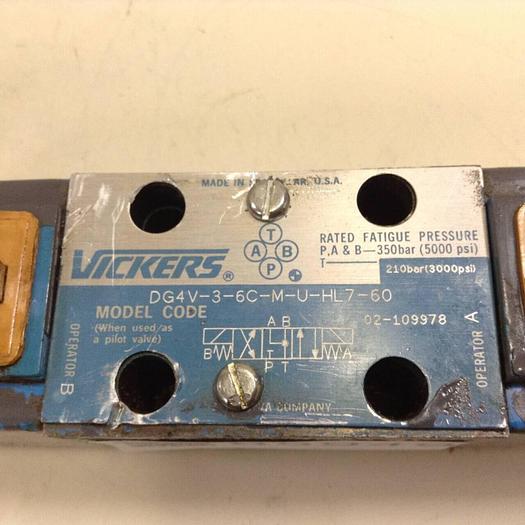 MADE IN AR, U.S.A.
T
A B
P
VICKERS®
RATED FATIGUE PRESSURE
P,A & B—350bar (5000 psi)
T— 210bar(3000psi)
DG4V-3-6C-M-U-HL7-60
MODEL CODE
(When used as
a pilot valve)
02-109978
OPERATOR B
OPERATOR A
A B
B T A
P T
COMPANY